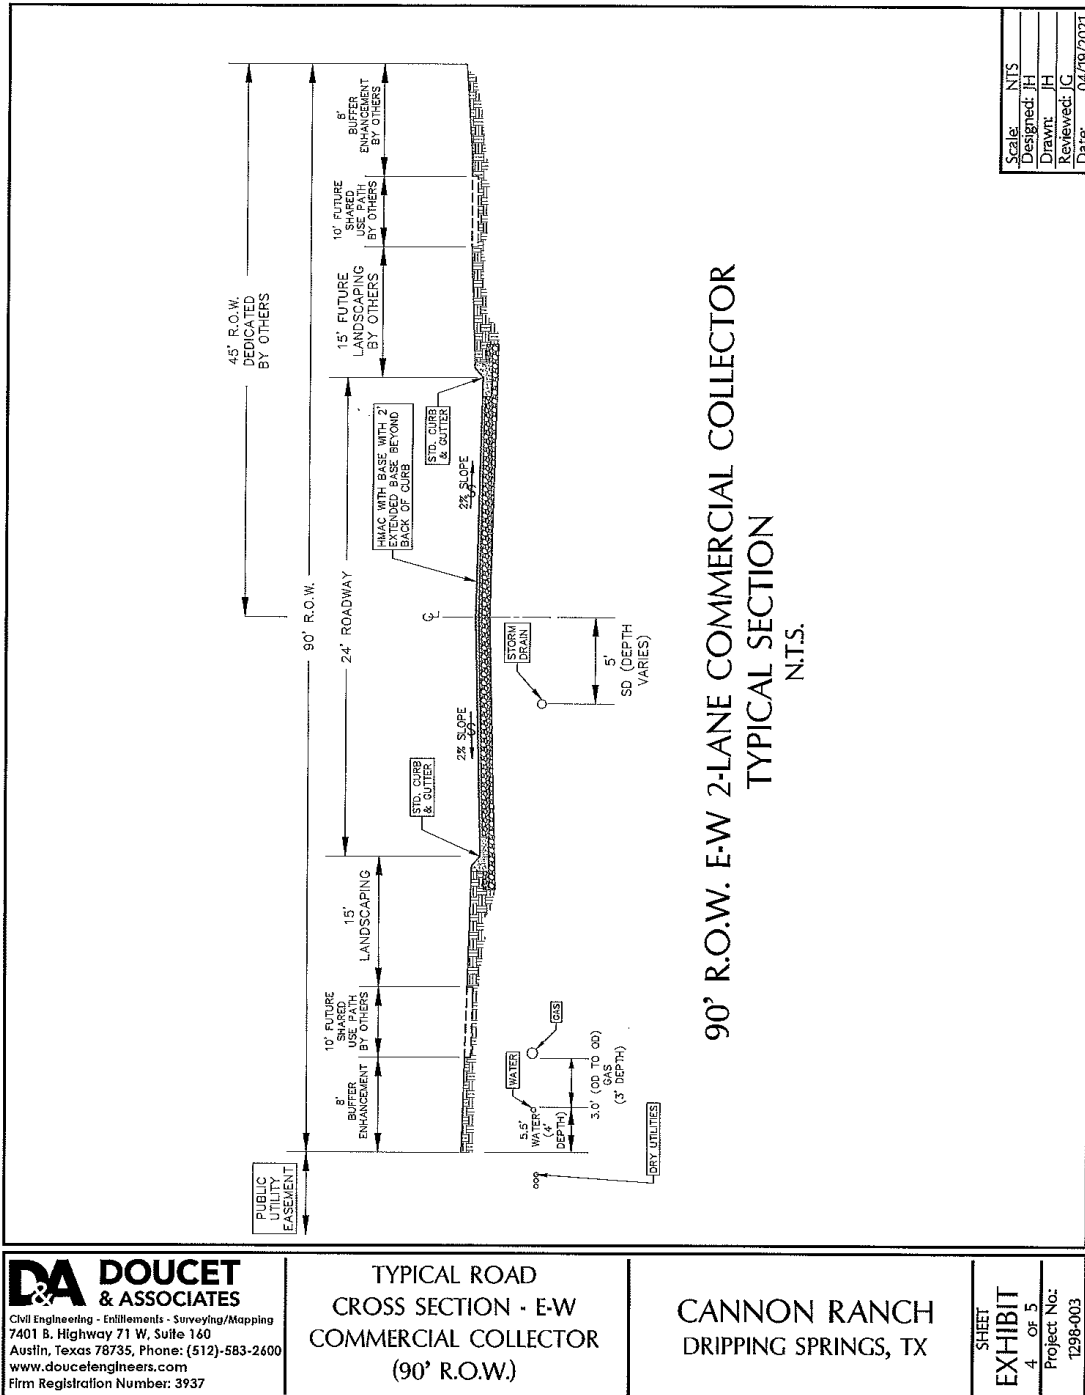 45' R.O.W.
DEDICATED
BY OTHERS
90' R.O.W.
24' ROADWAY
PUBLIC
UTILITY
EASEMENT
8'
BUFFER
ENHANCEMENT
10' FUTURE
SHARED
USE PATH
BY OTHERS
15'
LANDSCAPING
15' FUTURE
LANDSCAPING
BY OTHERS
10' FUTURE
SHARED
USE PATH
BY OTHERS
8'
BUFFER
ENHANCEMENT
BY OTHERS
STD. CURB
& GUTTER
2% SLOPE
HMAC WITH BASE WITH 2'
EXTENDED BASE BEYOND
BACK OF CURB
2% SLOPE
STD. CURB
& GUTTER
STORM
DRAIN
5'
SD (DEPTH
VARIES)
WATER
GAS
5.5'
WATER
(4'
DEPTH)
3.0' (OD TO OD)
GAS
(3' DEPTH)
DRY UTILITIES
90' R.O.W. E-W 2-LANE COMMERCIAL COLLECTOR
TYPICAL SECTION
N.T.S.
Scale: NTS
Designed: JH
Drawn: JH
Reviewed: JG
Date: 04/19/2021
D&A DOUCET
& ASSOCIATES
Civil Engineering - Entitlements - Surveying/Mapping
7401 B. Highway 71 W, Suite 160
Austin, Texas 78735, Phone: (512)-583-2600
www.doucetengineers.com
Firm Registration Number: 3937
TYPICAL ROAD
CROSS SECTION - E-W
COMMERCIAL COLLECTOR
(90' R.O.W.)
CANNON RANCH
DRIPPING SPRINGS, TX
SHEET
EXHIBIT
4 OF 5
Project No.:
1298-003